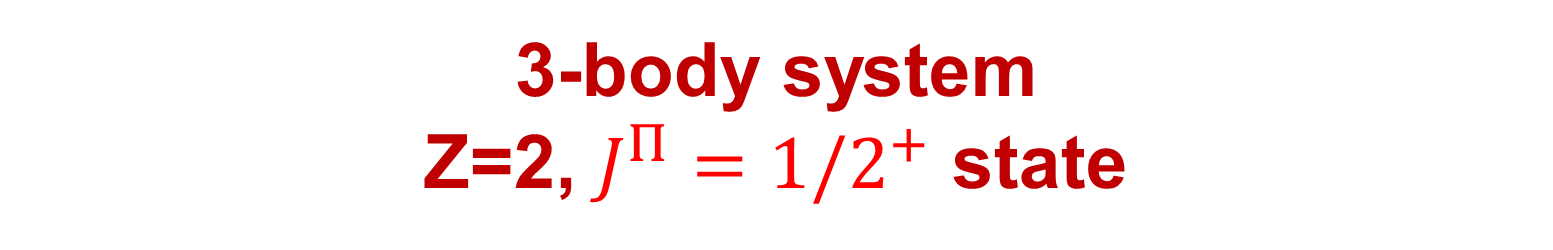 3-body system
Z=2, J^Π = 1/2^+ state